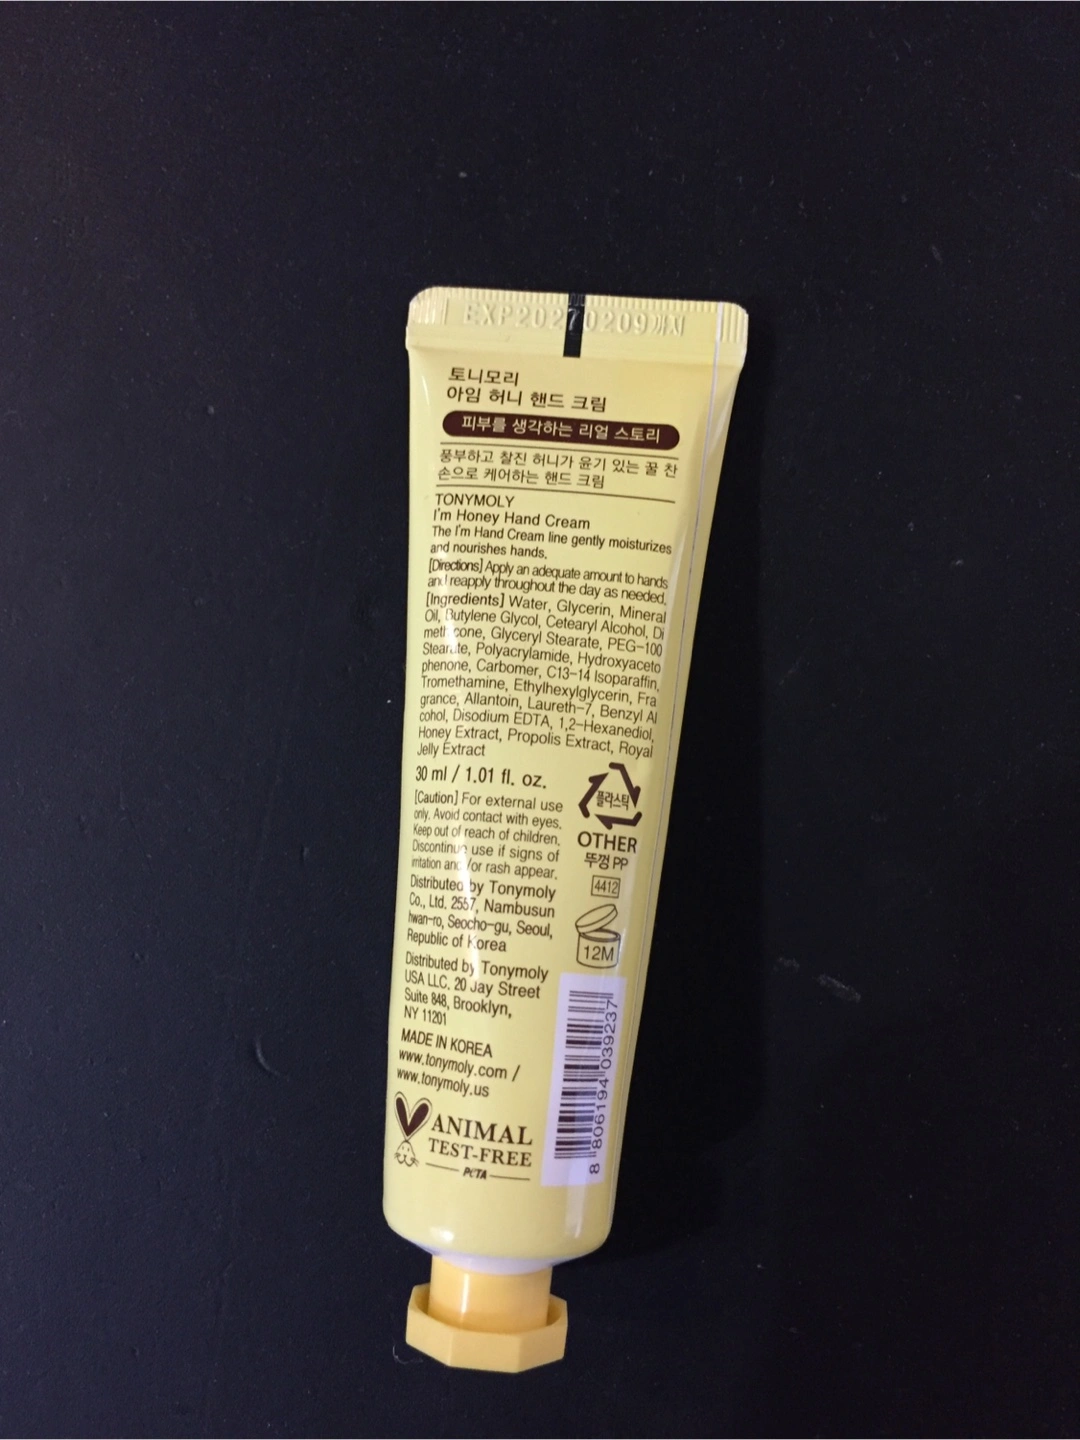 EXP20270209까지
토니모리
아임 허니 핸드 크림
피부를 생각하는 리얼 스토리
풍부하고 찰진 허니가 윤기 있는 꿀 찬
손으로 케어하는 핸드 크림
TONYMOLY
I'm Honey Hand Cream
The I'm Hand Cream line gently moisturizes
and nourishes hands.
[Directions] Apply an adequate amount to hands
and reapply throughout the day as needed.
[Ingredients] Water, Glycerin, Mineral
Oil, Butylene Glycol, Cetearyl Alcohol, Di
methicone, Glyceryl Stearate, PEG-100
Stearate, Polyacrylamide, Hydroxyaceto
phenone, Carbomer, C13-14 Isoparaffin,
Tromethamine, Ethylhexylglycerin, Fra
grance, Allantoin, Laureth-7, Benzyl Al
cohol, Disodium EDTA, 1,2-Hexanediol,
Honey Extract, Propolis Extract, Royal
Jelly Extract
30 ml / 1.01 fl. oz.
[Caution] For external use
only. Avoid contact with eyes.
Keep out of reach of children.
Discontinue use if signs of
irritation and/or rash appear.
Distributed by Tonymoly
Co., Ltd. 2557, Nambusun
hwan-ro, Seocho-gu, Seoul,
Republic of Korea
Distributed by Tonymoly
USA LLC. 20 Jay Street
Suite 848, Brooklyn,
NY 11201
MADE IN KOREA
www.tonymoly.com /
www.tonymoly.us
ANIMAL
TEST-FREE
PETA
플라스틱
OTHER
뚜껑 PP
4412
12M
8 806194 039237